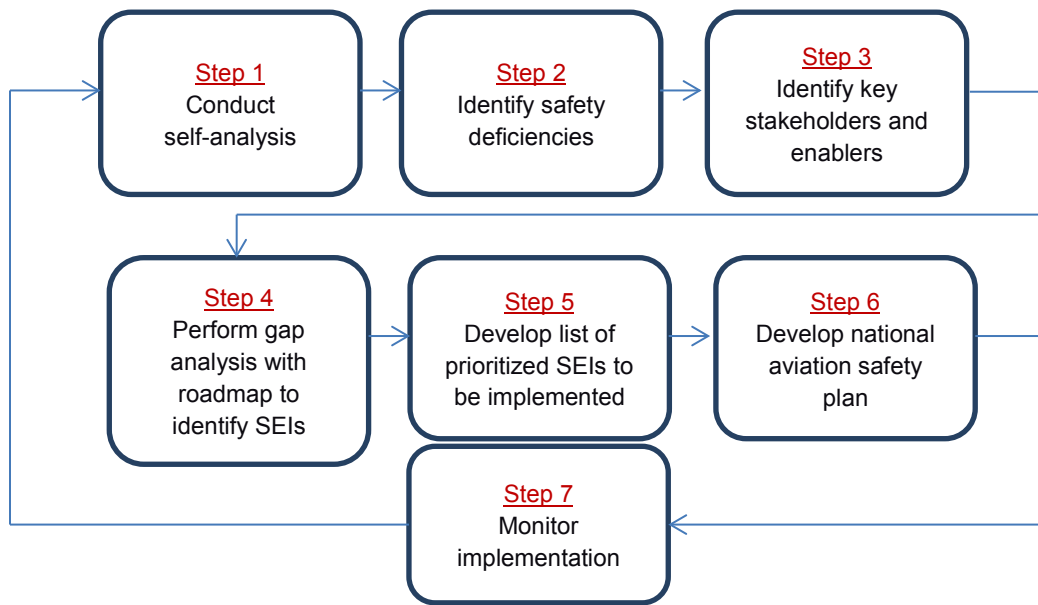 Step 1
Conduct
self-analysis
Step 2
Identify safety
deficiencies
Step 3
Identify key
stakeholders and
enablers
Step 4
Perform gap
analysis with
roadmap to
identify SEIs
Step 5
Develop list of
prioritized SEIs to
be implemented
Step 6
Develop national
aviation safety
plan
Step 7
Monitor
implementation